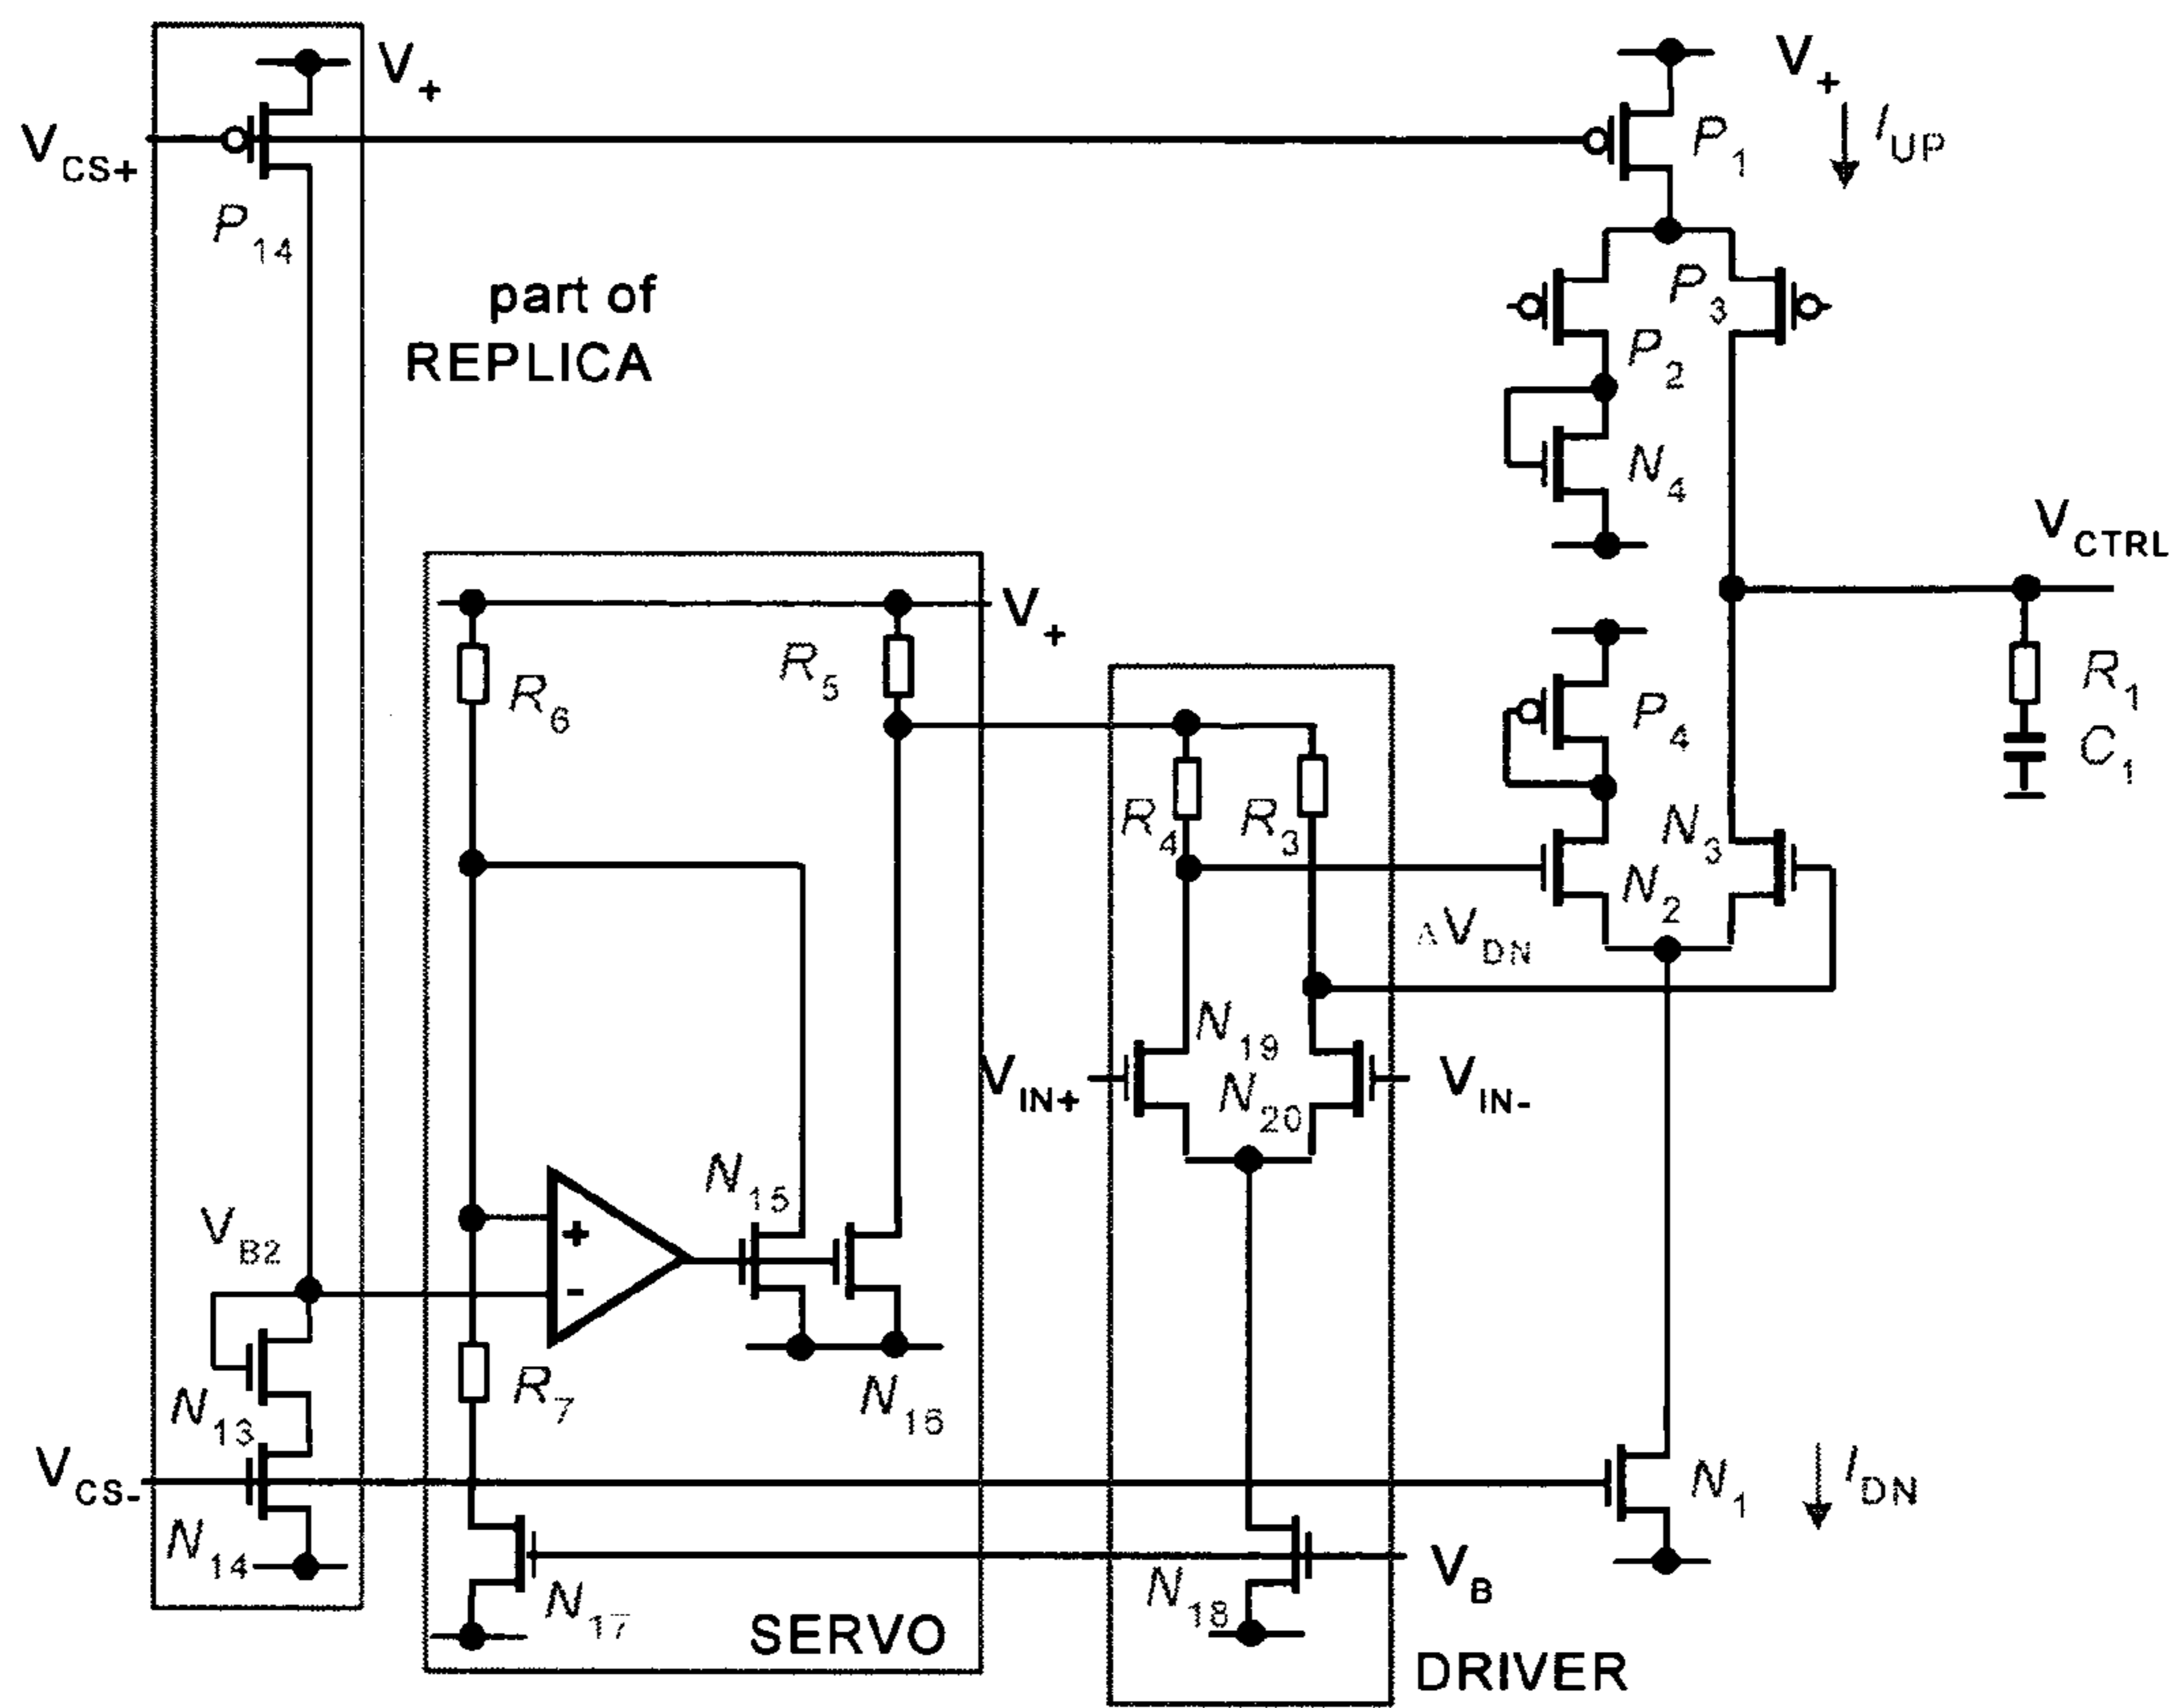 V+
V+
VCS+
P1
IUP
P14
part of
REPLICA
P3
P2
N4
VCTRL
V+
R6
R5
P4
R1
C1
R4
R3
N3
N2
ΔVDN
N19
N20
VIN+
VIN-
N15
VB2
+
-
R7
N16
N13
VCS-
N1
IDN
N14
N17
N18
VB
SERVO
DRIVER